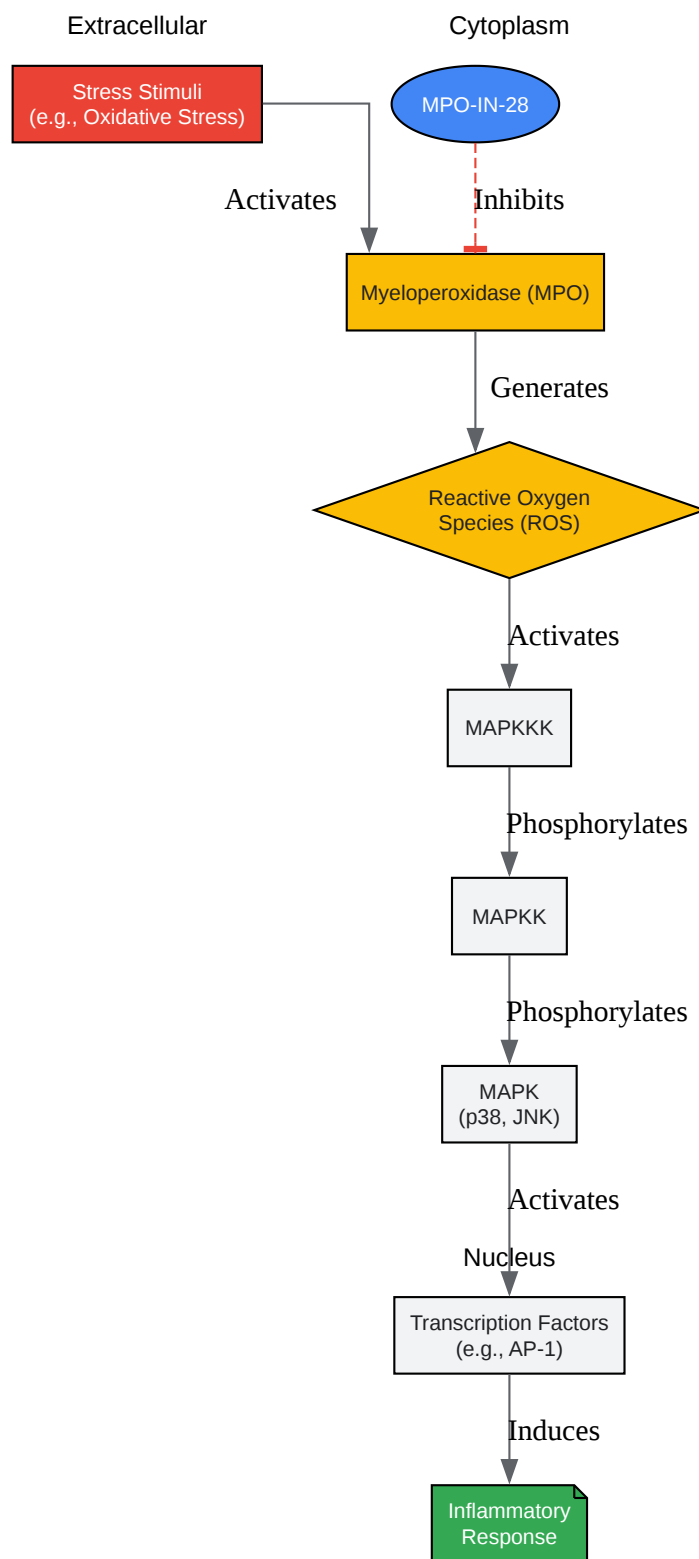 Extracellular
Cytoplasm
Stress Stimuli
(e.g., Oxidative Stress)
MPO-IN-28
Activates
Inhibits
Myeloperoxidase (MPO)
Generates
Reactive Oxygen
Species (ROS)
Activates
MAPKKK
Phosphorylates
MAPKK
Phosphorylates
MAPK
(p38, JNK)
Activates
Nucleus
Transcription Factors
(e.g., AP-1)
Induces
Inflammatory
Response